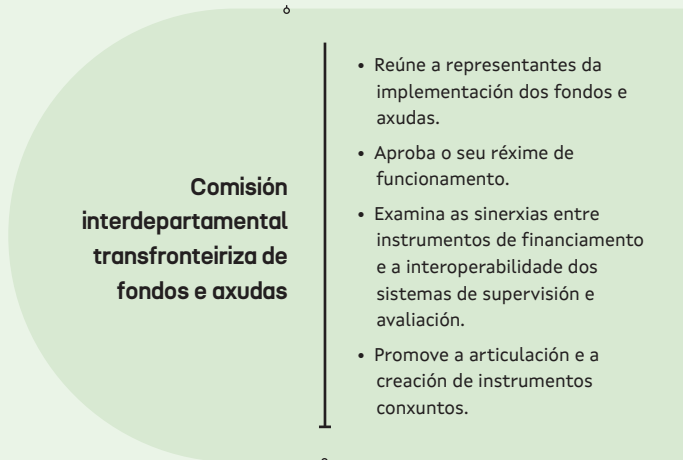 Comisión
interdepartamental
transfronteiriza de
fondos e axudas
• Reúne a representantes da
implementación dos fondos e
axudas.
• Aproba o seu réxime de
funcionamento.
• Examina as sinerxias entre
instrumentos de financiamento
e a interoperabilidade dos
sistemas de supervisión e
avaliación.
• Promove a articulación e a
creación de instrumentos
conxuntos.